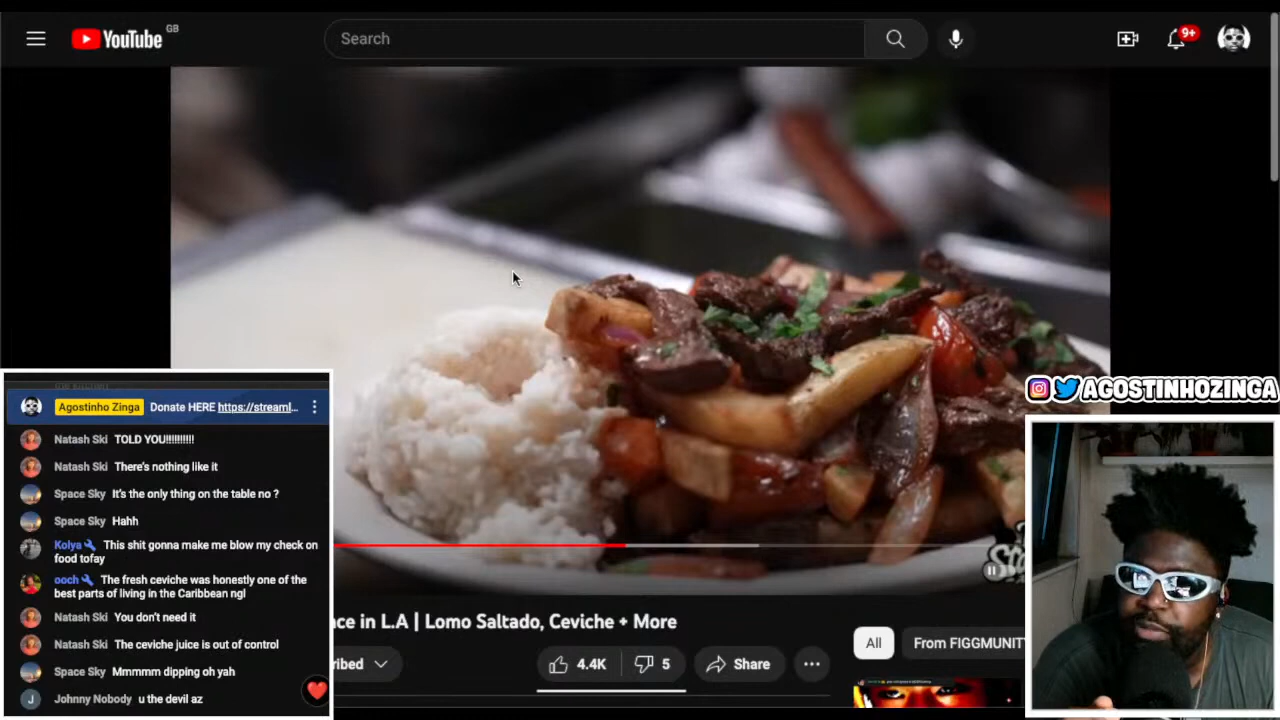 YouTube GB
Search
9+
Agostinho Zinga Donate HERE https://streaml...
Natash Ski TOLD YOU!!!!!!!!!!
Natash Ski There's nothing like it
Space Sky It's the only thing on the table no ?
Space Sky Hahh
Kolya This shit gonna make me blow my check on
food tofay
ooch The fresh ceviche was honestly one of the
best parts of living in the Caribbean ngl
Natash Ski You don't need it
Natash Ski The ceviche juice is out of control
Space Sky Mmmmm dipping oh yah
Johnny Nobody u the devil az
AGOSTINHOZINGA
ce in L.A | Lomo Saltado, Ceviche + More
ribed
4.4K
5
Share
All
From FIGGMUNIT